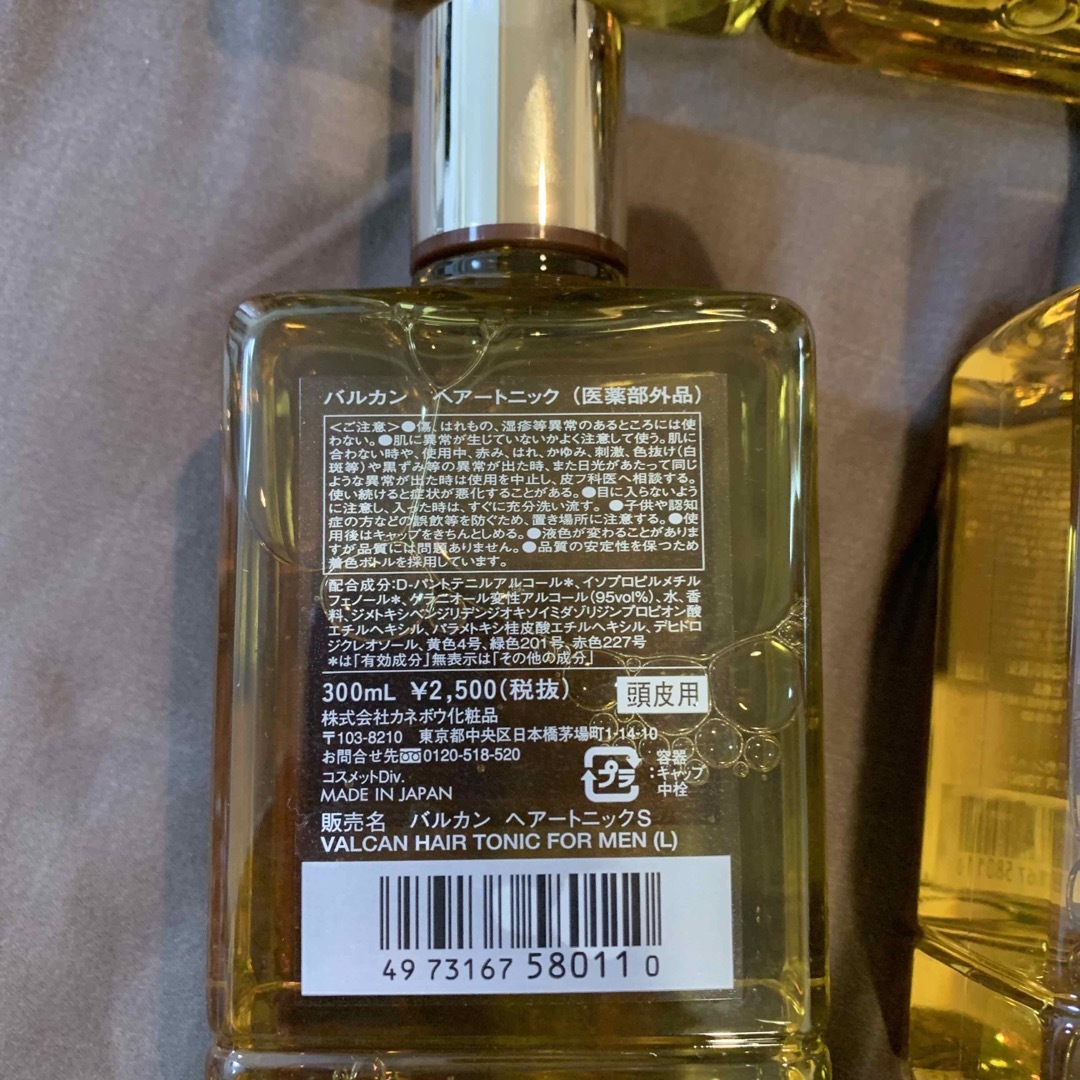 バルカン ヘアートニック（医薬部外品）
＜ご注意＞●傷、はれもの、湿疹等異常のあるところには使
わない。●肌に異常が生じていないかよく注意して使う。肌に
合わない時や、使用中、赤み、はれ、かゆみ、刺激、色抜け（白
斑等）や黒ずみ等の異常が出た時、また日光があたって同じ
ような異常が出た時は使用を中止し、皮フ科医へ相談する。
使い続けると症状が悪化することがある。●目に入らないよう
に注意し、入った時は、すぐに充分洗い流す。●子供や認知
症の方などの誤飲等を防ぐため、置き場所に注意する。●使
用後はキャップをきちんとしめる。●液色が変わることがありま
すが品質には問題ありません。●品質の安定性を保つため
着色ボトルを採用しています。
配合成分：D-パントテニルアルコール＊、イソプロピルメチル
フェノール＊、ゲラニオール変性アルコール（95vol%）、水、香
料、ジメトキシベンジリデンジオキソイミダゾリジンプロピオン酸
エチルヘキシル、パラメトキシ桂皮酸エチルヘキシル、デヒドロ
ジクレオソール、黄色4号、緑色201号、赤色227号
＊は「有効成分」無表示は「その他の成分」
300mL ¥2,500（税抜） 頭皮用
株式会社カネボウ化粧品
〒103-8210 東京都中央区日本橋茅場町1-14-10
お問合せ先 0120-518-520
コスメットDiv.
MADE IN JAPAN
プラ
容器
：キャップ
中栓
販売名 バルカン ヘアートニックS
VALCAN HAIR TONIC FOR MEN (L)
4973167580110